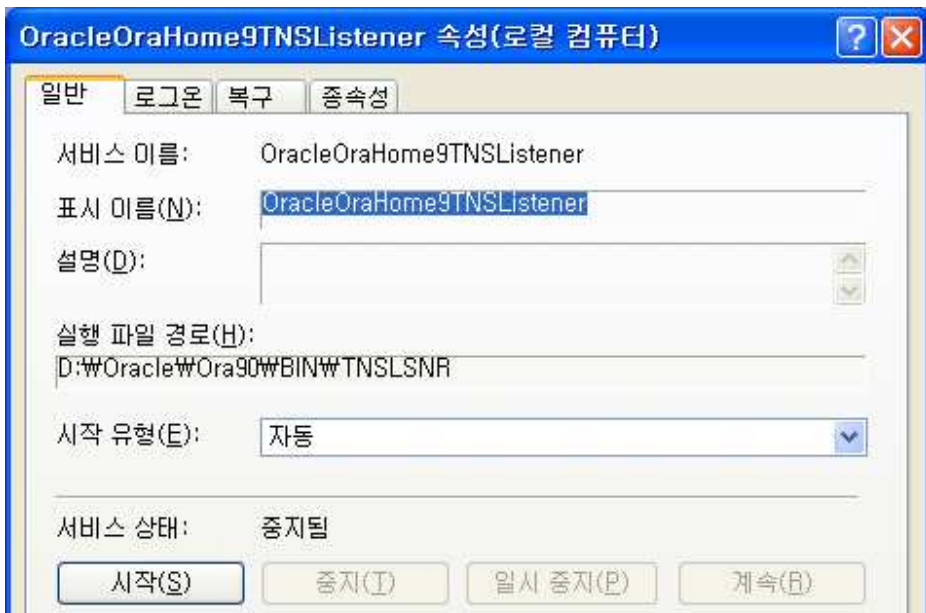 OracleOraHome9TNSListener 속성(로컬 컴퓨터)
일반 로그온 복구 종속성
서비스 이름: OracleOraHome9TNSListener
표시 이름(N): OracleOraHome9TNSListener
설명(D):
실행 파일 경로(H):
D:₩Oracle₩Ora90₩BIN₩TNSLSNR
시작 유형(E): 자동
서비스 상태: 중지됨
시작(S) 중지(T) 일시 중지(P) 계속(R)